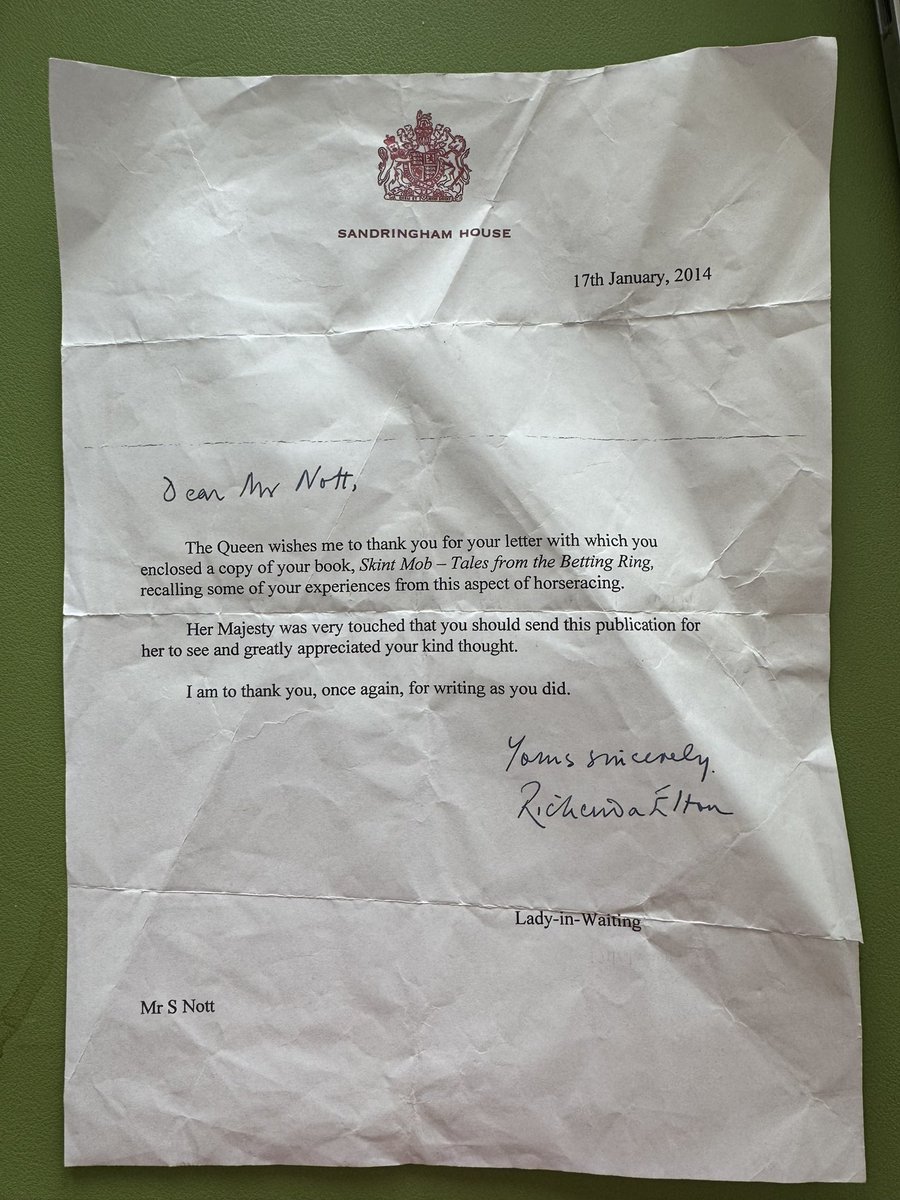 SANDRINGHAM HOUSE
17th January, 2014
Dear Mr Nott,
The Queen wishes me to thank you for your letter with which you
enclosed a copy of your book, Skint Mob – Tales from the Betting Ring,
recalling some of your experiences from this aspect of horseracing.
Her Majesty was very touched that you should send this publication for
her to see and greatly appreciated your kind thought.
I am to thank you, once again, for writing as you did.
Yours sincerely.
Richenda Elton
Lady-in-Waiting
Mr S Nott